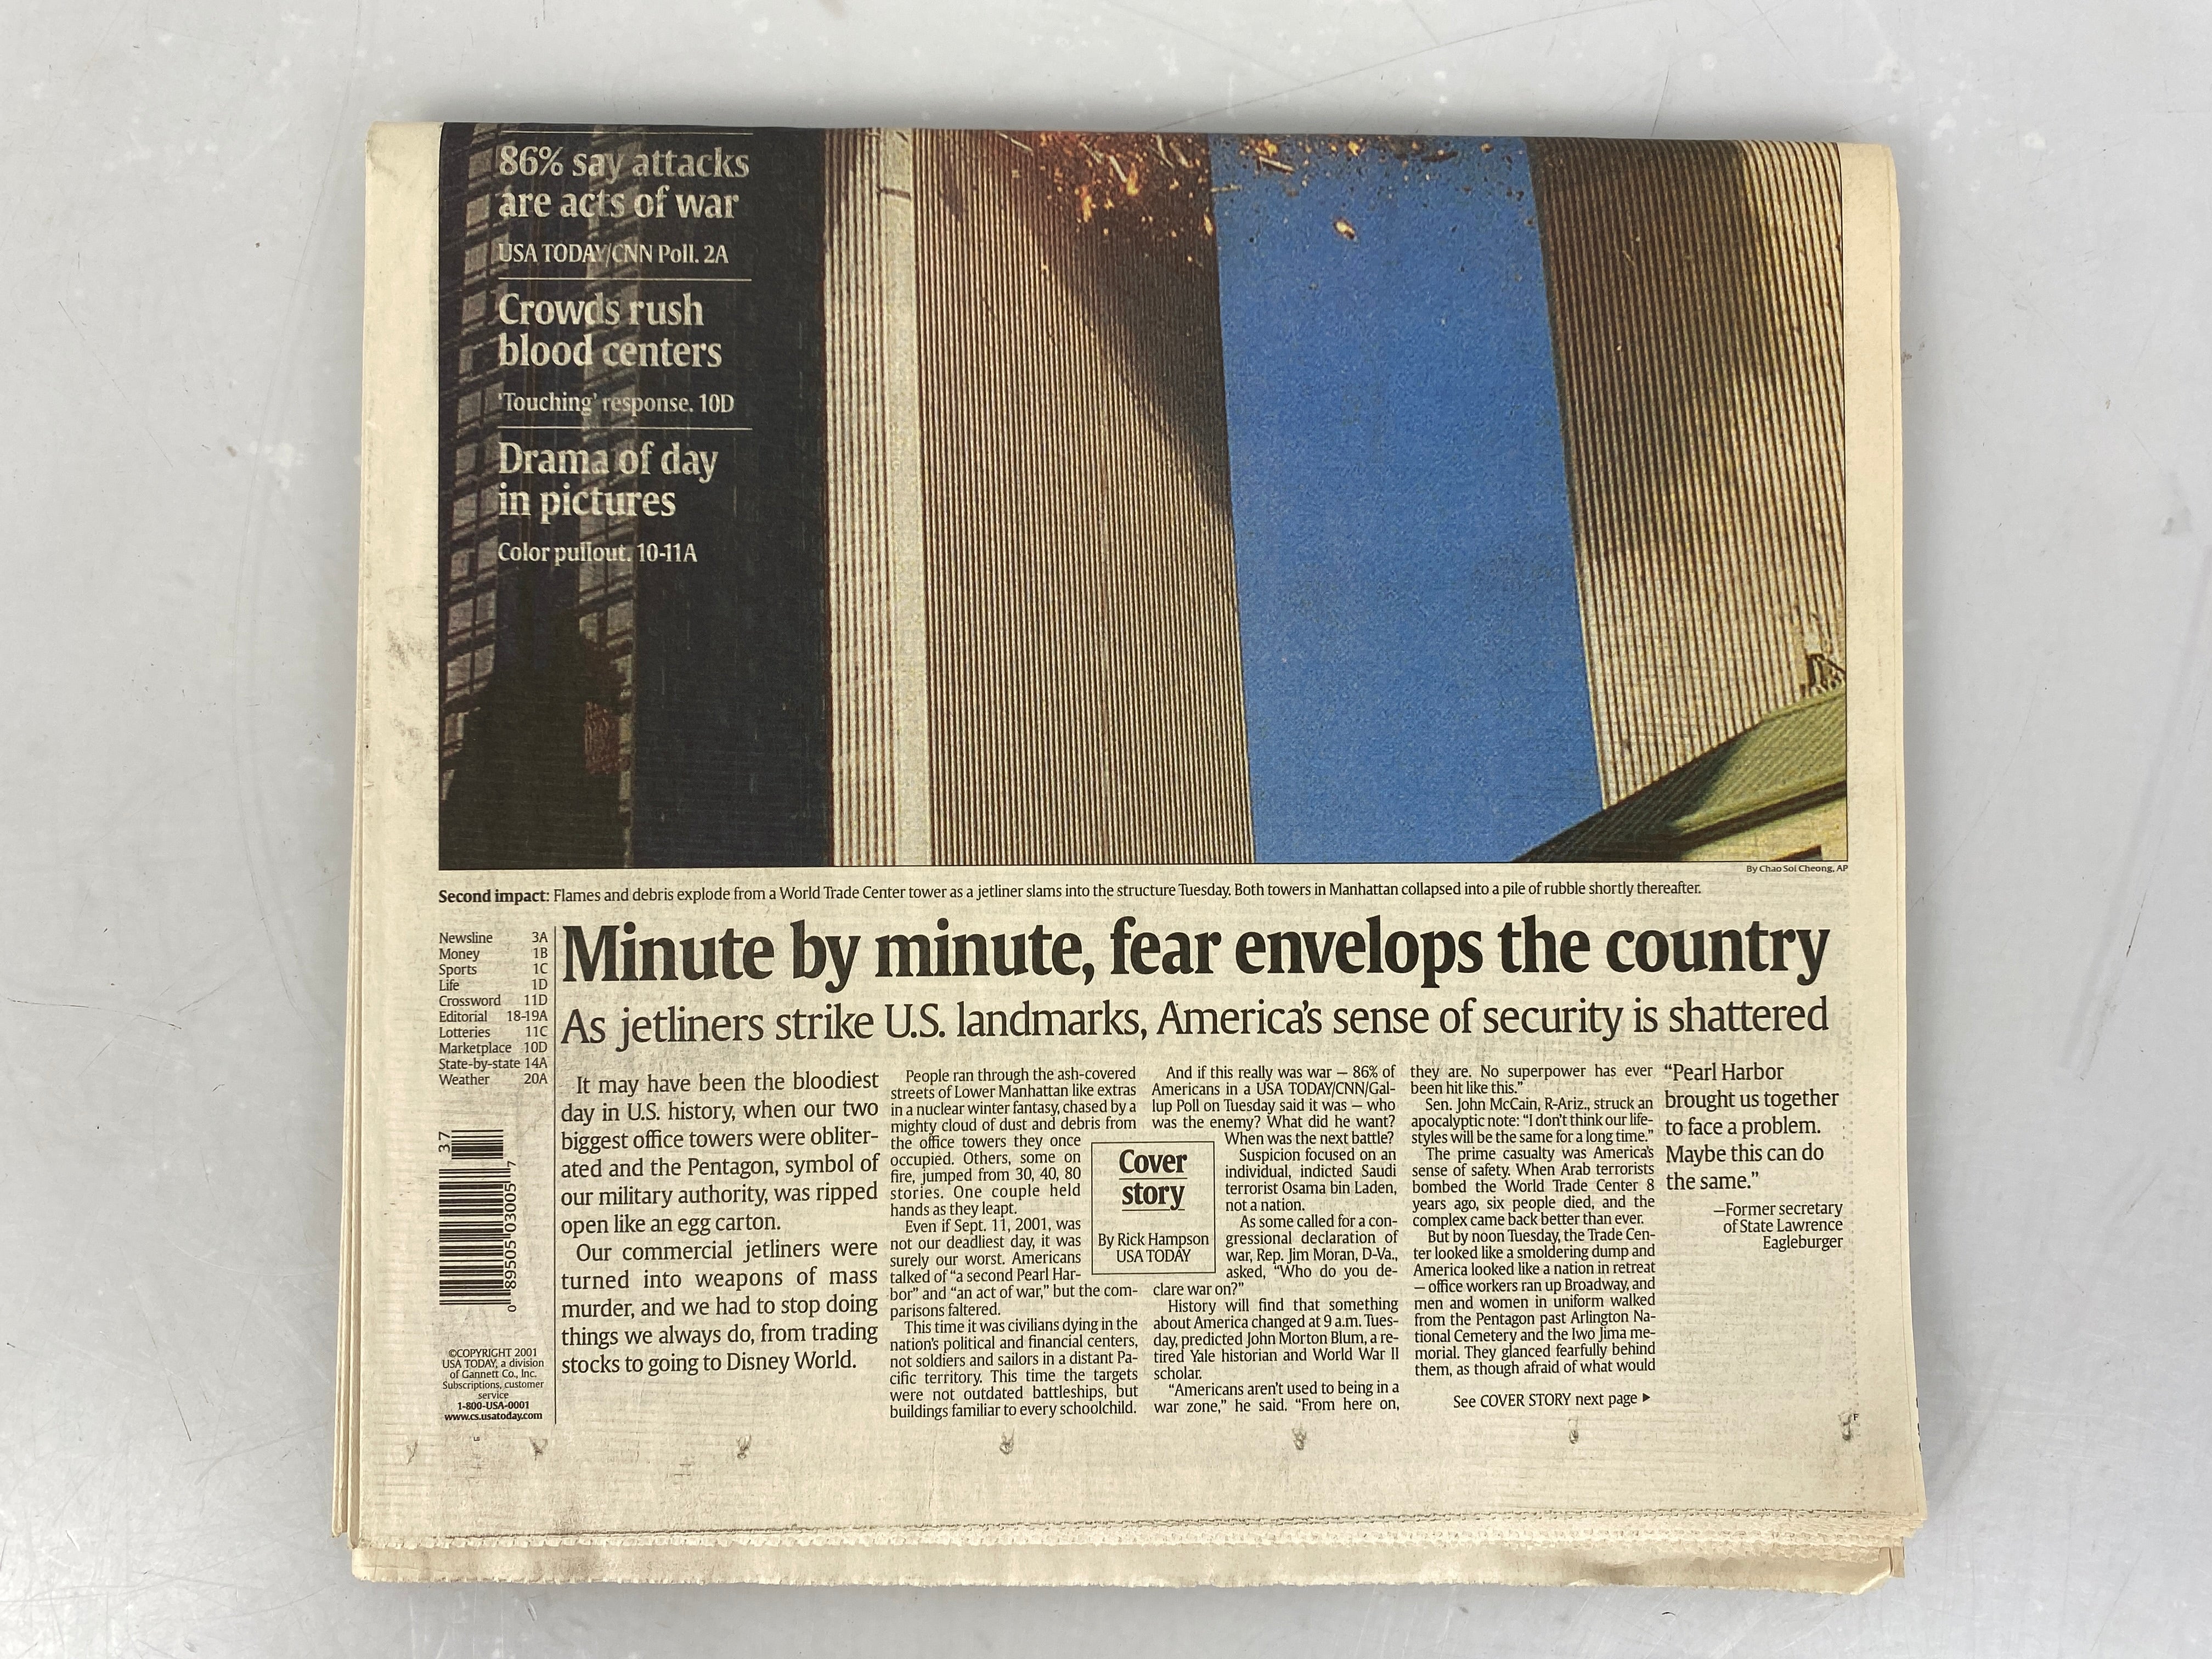 86% say attacks
are acts of war
USA TODAY/CNN Poll. 2A
Crowds rush
blood centers
'Touching' response. 10D
Drama of day
in pictures
Color pullout. 10-11A
By Chao Soi Cheong, AP
Second impact: Flames and debris explode from a World Trade Center tower as a jetliner slams into the structure Tuesday. Both towers in Manhattan collapsed into a pile of rubble shortly thereafter.
Newsline 3A
Money 1B
Sports 1C
Life 1D
Crossword 11D
Editorial 18-19A
Lotteries 11C
Marketplace 10D
State-by-state 14A
Weather 20A
37
0 89505 03005 7
©COPYRIGHT 2001
USA TODAY, a division
of Gannett Co., Inc.
Subscriptions, customer
service
1-800-USA-0001
www.cs.usatoday.com
Minute by minute, fear envelops the country
As jetliners strike U.S. landmarks, America's sense of security is shattered
It may have been the bloodiest
day in U.S. history, when our two
biggest office towers were obliter-
ated and the Pentagon, symbol of
our military authority, was ripped
open like an egg carton.
Our commercial jetliners were
turned into weapons of mass
murder, and we had to stop doing
things we always do, from trading
stocks to going to Disney World.
People ran through the ash-covered
streets of Lower Manhattan like extras
in a nuclear winter fantasy, chased by a
mighty cloud of dust and debris from
the office towers they once
occupied. Others, some on
fire, jumped from 30, 40, 80
stories. One couple held
hands as they leapt.
Even if Sept. 11, 2001, was
not our deadliest day, it was
surely our worst. Americans
talked of "a second Pearl Har-
bor" and "an act of war," but the com-
parisons faltered.
This time it was civilians dying in the
nation's political and financial centers,
not soldiers and sailors in a distant Pa-
cific territory. This time the targets
were not outdated battleships, but
buildings familiar to every schoolchild.
Cover
story
By Rick Hampson
USA TODAY
And if this really was war — 86% of
Americans in a USA TODAY/CNN/Gal-
lup Poll on Tuesday said it was — who
was the enemy? What did he want?
When was the next battle?
Suspicion focused on an
individual, indicted Saudi
terrorist Osama bin Laden,
not a nation.
As some called for a con-
gressional declaration of
war, Rep. Jim Moran, D-Va.,
asked, "Who do you de-
clare war on?"
History will find that something
about America changed at 9 a.m. Tues-
day, predicted John Morton Blum, a re-
tired Yale historian and World War II
scholar.
"Americans aren't used to being in a
war zone," he said. "From here on,
they are. No superpower has ever
been hit like this."
Sen. John McCain, R-Ariz., struck an
apocalyptic note: "I don't think our life-
styles will be the same for a long time."
The prime casualty was America's
sense of safety. When Arab terrorists
bombed the World Trade Center 8
years ago, six people died, and the
complex came back better than ever.
But by noon Tuesday, the Trade Cen-
ter looked like a smoldering dump and
America looked like a nation in retreat
— office workers ran up Broadway, and
men and women in uniform walked
from the Pentagon past Arlington Na-
tional Cemetery and the Iwo Jima me-
morial. They glanced fearfully behind
them, as though afraid of what would
See COVER STORY next page ▶
"Pearl Harbor
brought us together
to face a problem.
Maybe this can do
the same."
—Former secretary
of State Lawrence
Eagleburger